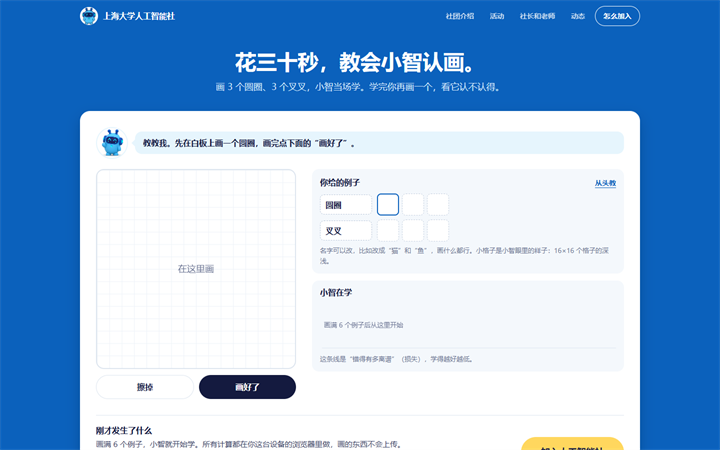 上海大学人工智能社
社团介绍 活动 社长和老师 动态 怎么加入
花三十秒，教会小智认画。
画 3 个圆圈、3 个叉叉，小智当场学。学完你再画一个，看它认不认得。
教教我。先在白板上画一个圆圈，画完点下面的“画好了”。
在这里画
擦掉 画好了
你给的例子 从头教
圆圈
叉叉
名字可以改，比如改成“猫”和“鱼”，画什么都行。小格子是小智眼里的样子：16×16 个格子的深
浅。
小智在学
画满 6 个例子后从这里开始
这条线是“错得有多离谱”（损失），学得越好越低。
刚才发生了什么
画满 6 个例子，小智就开始学。所有计算都在你这台设备的浏览器里做，画的东西不会上传。